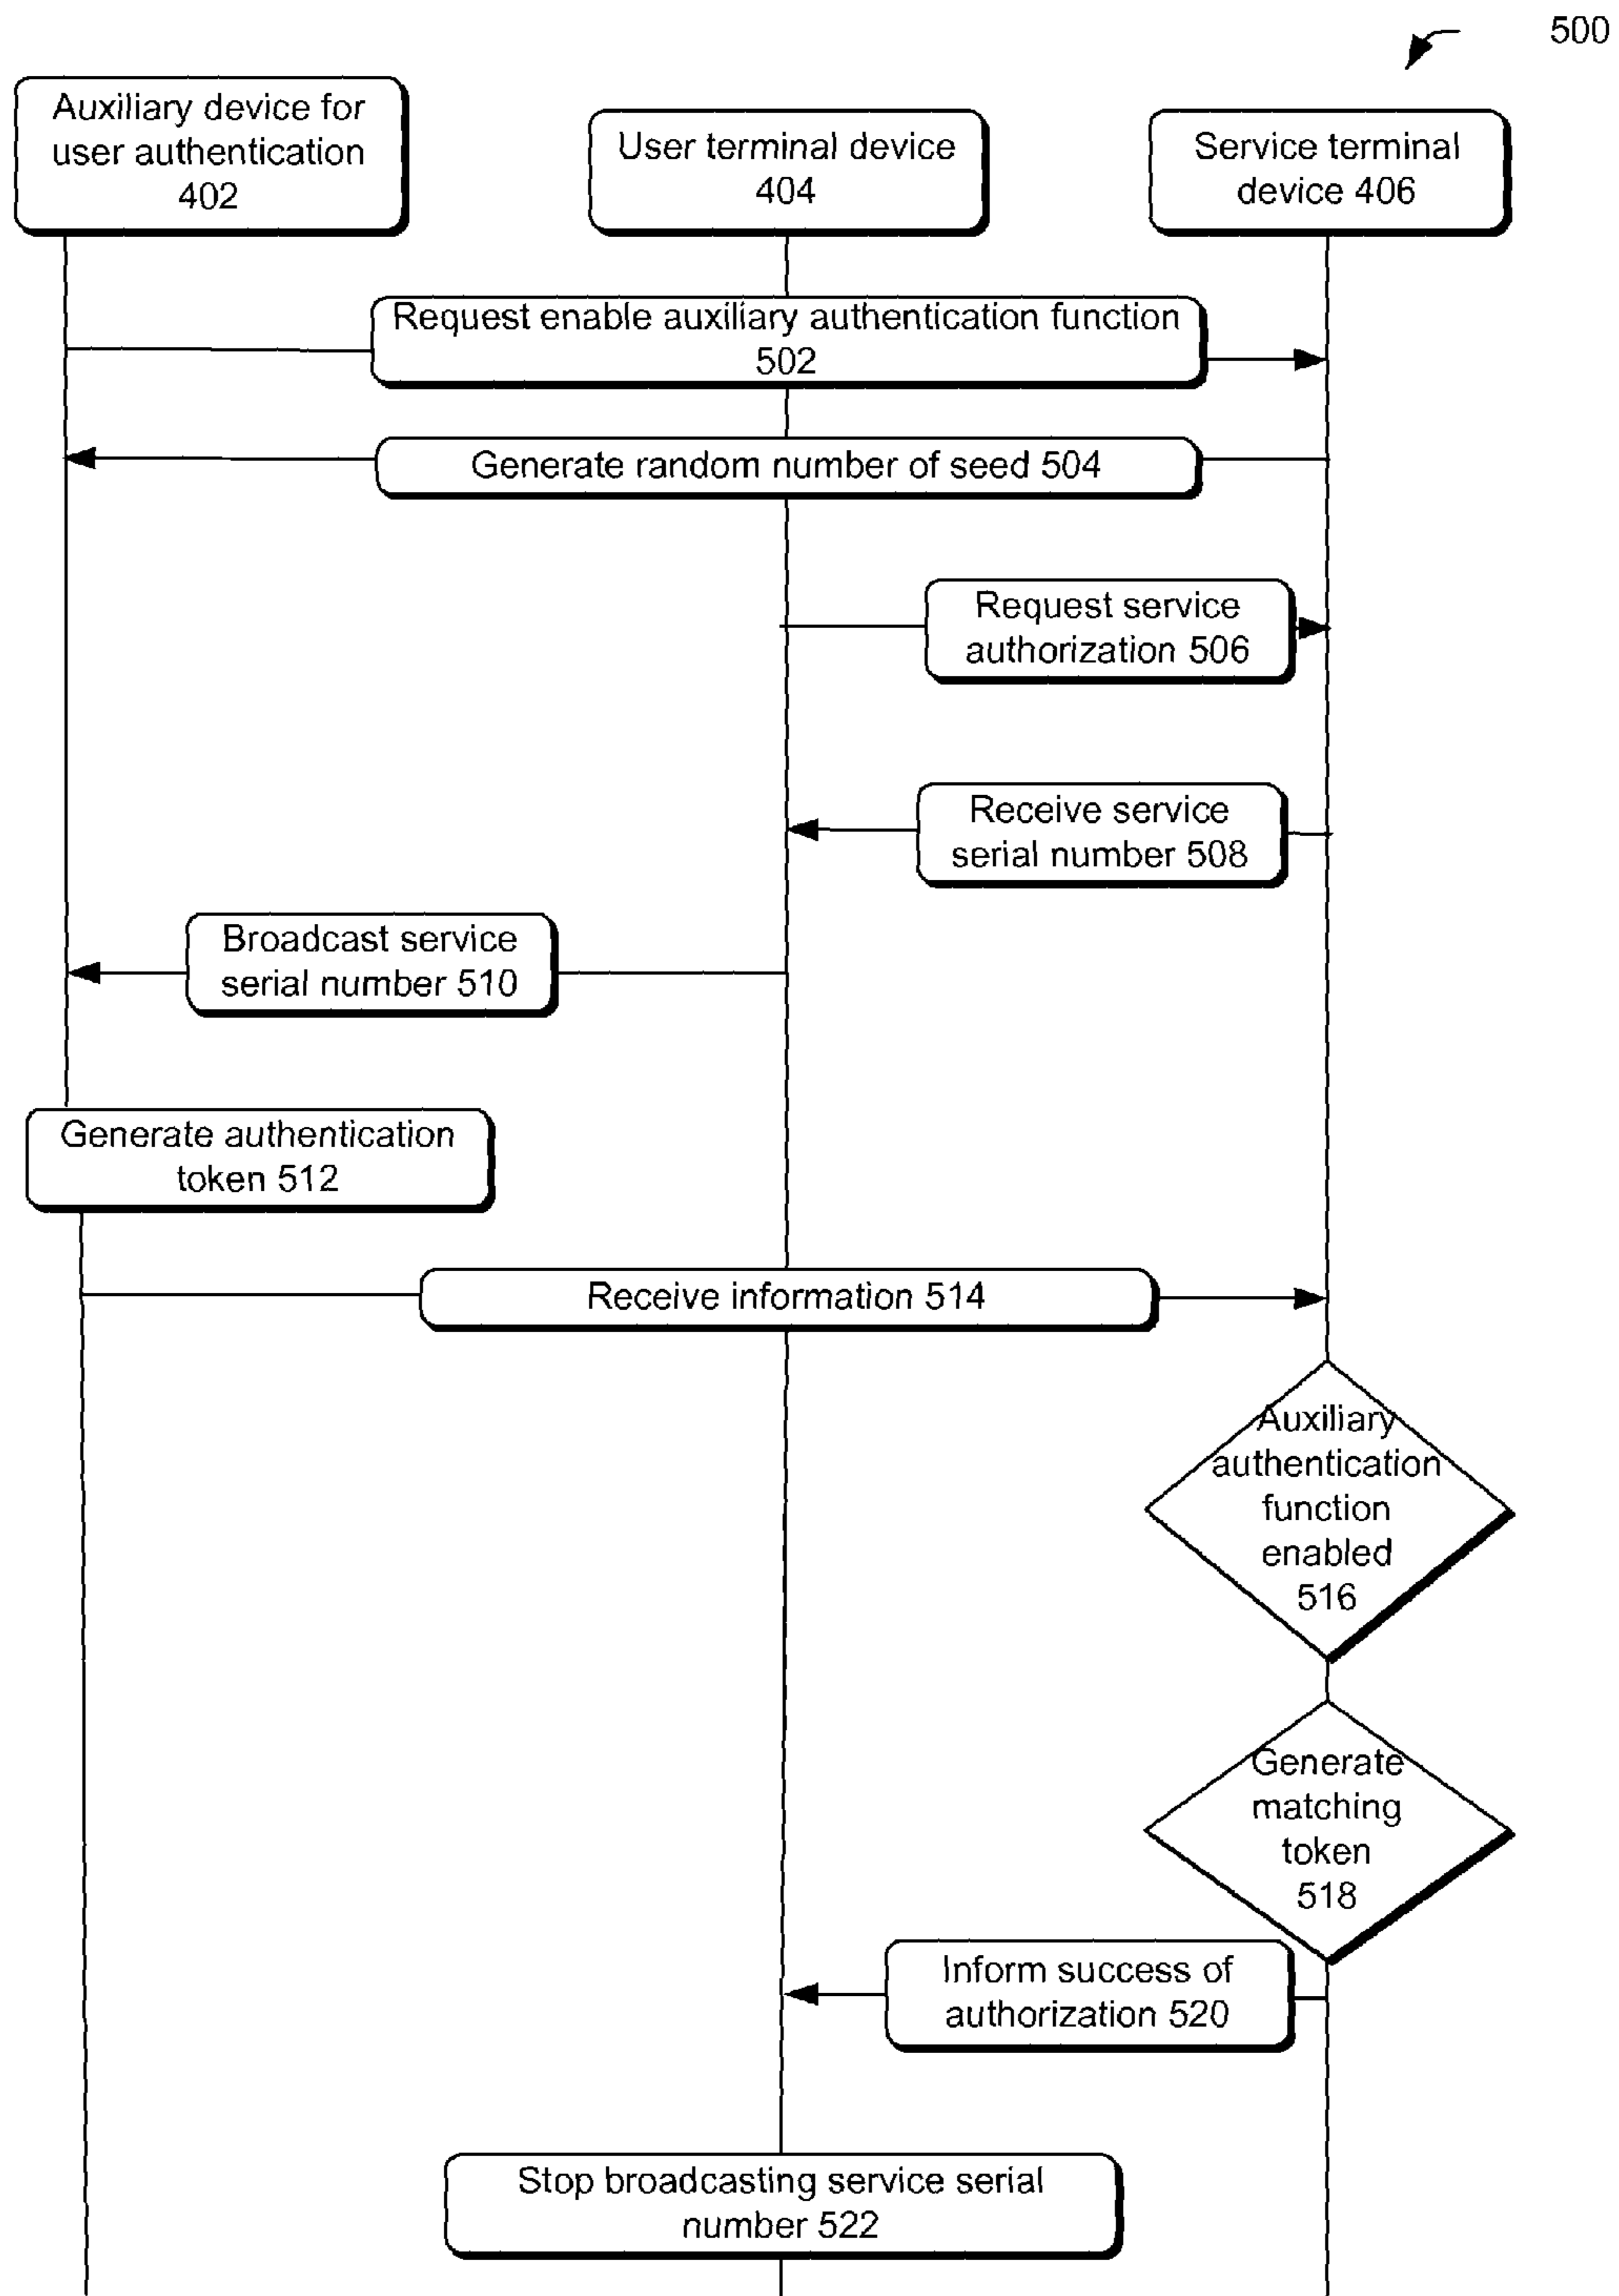 500
Auxiliary device for
user authentication
402
User terminal device
404
Service terminal
device 406
Request enable auxiliary authentication function
502
Generate random number of seed 504
Request service
authorization 506
Receive service
serial number 508
Broadcast service
serial number 510
Generate authentication
token 512
Receive information 514
Auxiliary
authentication
function
enabled
516
Generate
matching
token
518
Inform success of
authorization 520
Stop broadcasting service serial
number 522